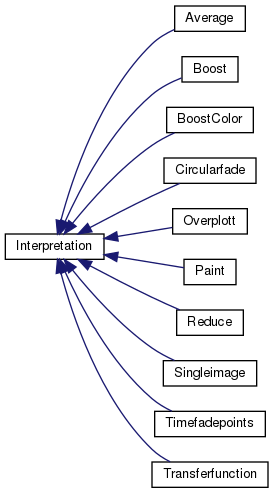 Average
Boost
BoostColor
Circularfade
Overplott
Interpretation
Paint
Reduce
Singleimage
Timefadepoints
Transferfunction